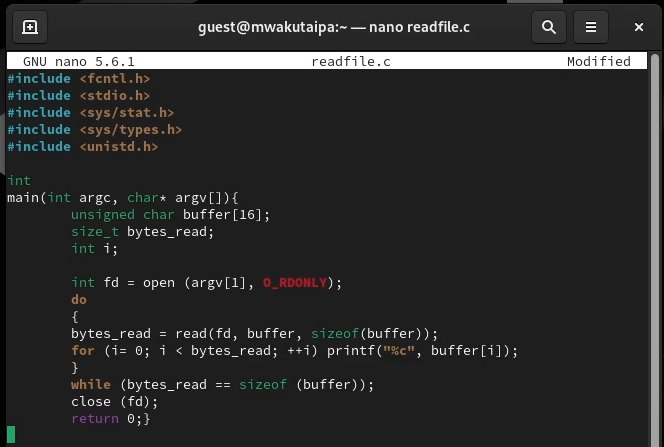 guest@mwakutaipa:~ — nano readfile.c
GNU nano 5.6.1 readfile.c Modified
#include <fcntl.h>
#include <stdio.h>
#include <sys/stat.h>
#include <sys/types.h>
#include <unistd.h>
int
main(int argc, char* argv[]){
unsigned char buffer[16];
size_t bytes_read;
int i;
int fd = open (argv[1], O_RDONLY);
do
{
bytes_read = read(fd, buffer, sizeof(buffer));
for (i= 0; i < bytes_read; ++i) printf("%c", buffer[i]);
}
while (bytes_read == sizeof (buffer));
close (fd);
return 0;}